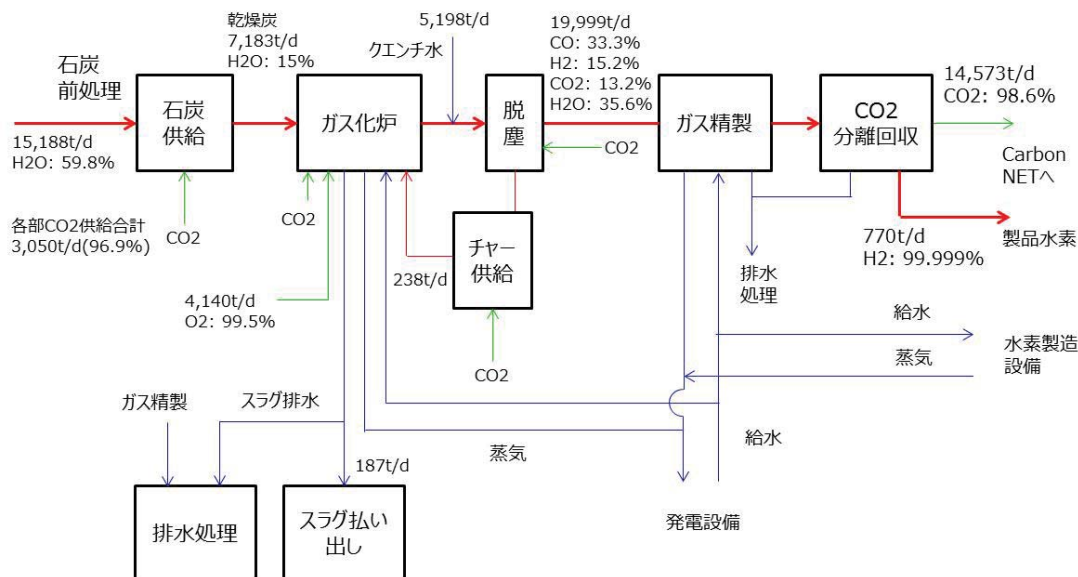 乾燥炭
7,183t/d
H2O: 15%
5,198t/d
クエンチ水
19,999t/d
CO: 33.3%
H2: 15.2%
CO2: 13.2%
H2O: 35.6%
石炭
前処理
石炭
供給
ガス化炉
脱
塵
ガス精製
CO2
分離回収
14,573t/d
CO2: 98.6%
15,188t/d
H2O: 59.8%
CO2
Carbon
NETへ
各部CO2供給合計
3,050t/d(96.9%)
CO2
CO2
チャー
供給
238t/d
770t/d
H2: 99.999%
製品水素
排水
処理
4,140t/d
O2: 99.5%
CO2
給水
蒸気
水素製造
設備
ガス精製
スラグ排水
蒸気
給水
187t/d
発電設備
排水処理
スラグ払い
出し